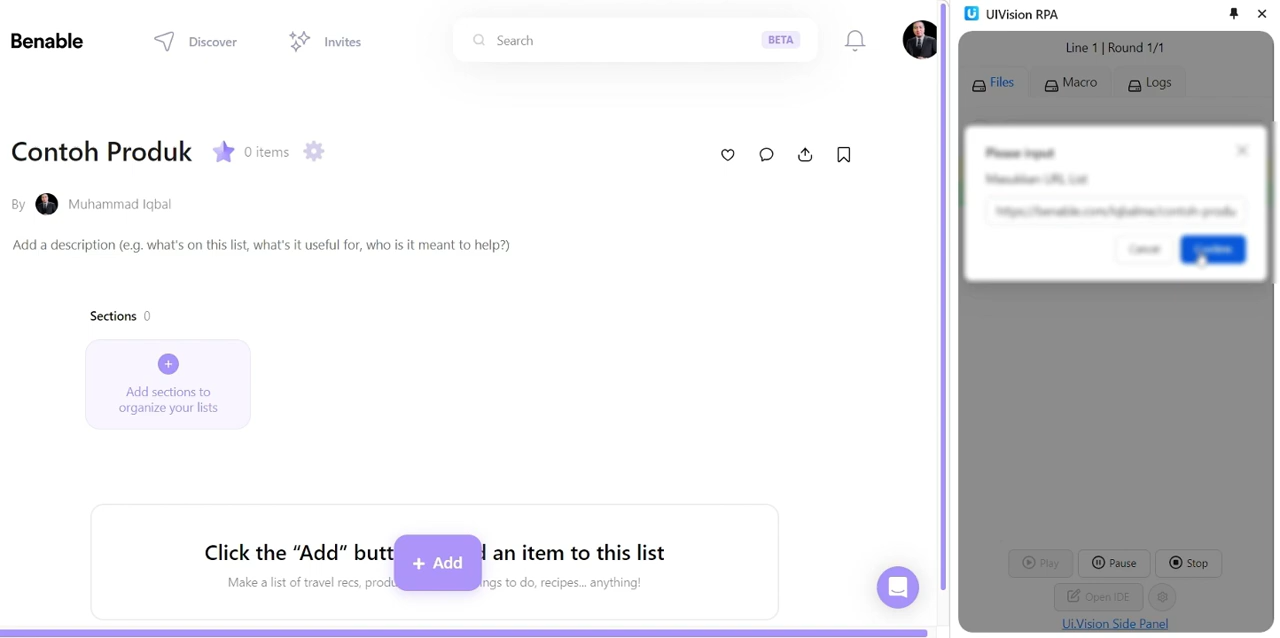 Benable
Discover
Invites
Search
BETA
Contoh Produk
0 items
By Muhammad Iqbal
Add a description (e.g. what's on this list, what's it useful for, who is it meant to help?)
Sections 0
Add sections to
organize your lists
Click the “Add” butt
an item to this list
+ Add
Make a list of travel recs, produ
ngs to do, recipes... anything!
UIVision RPA
Line 1 | Round 1/1
Files
Macro
Logs
Please input
Masukkan URL List
Cancel
Confirm
Play
Pause
Stop
Open IDE
Ui.Vision Side Panel